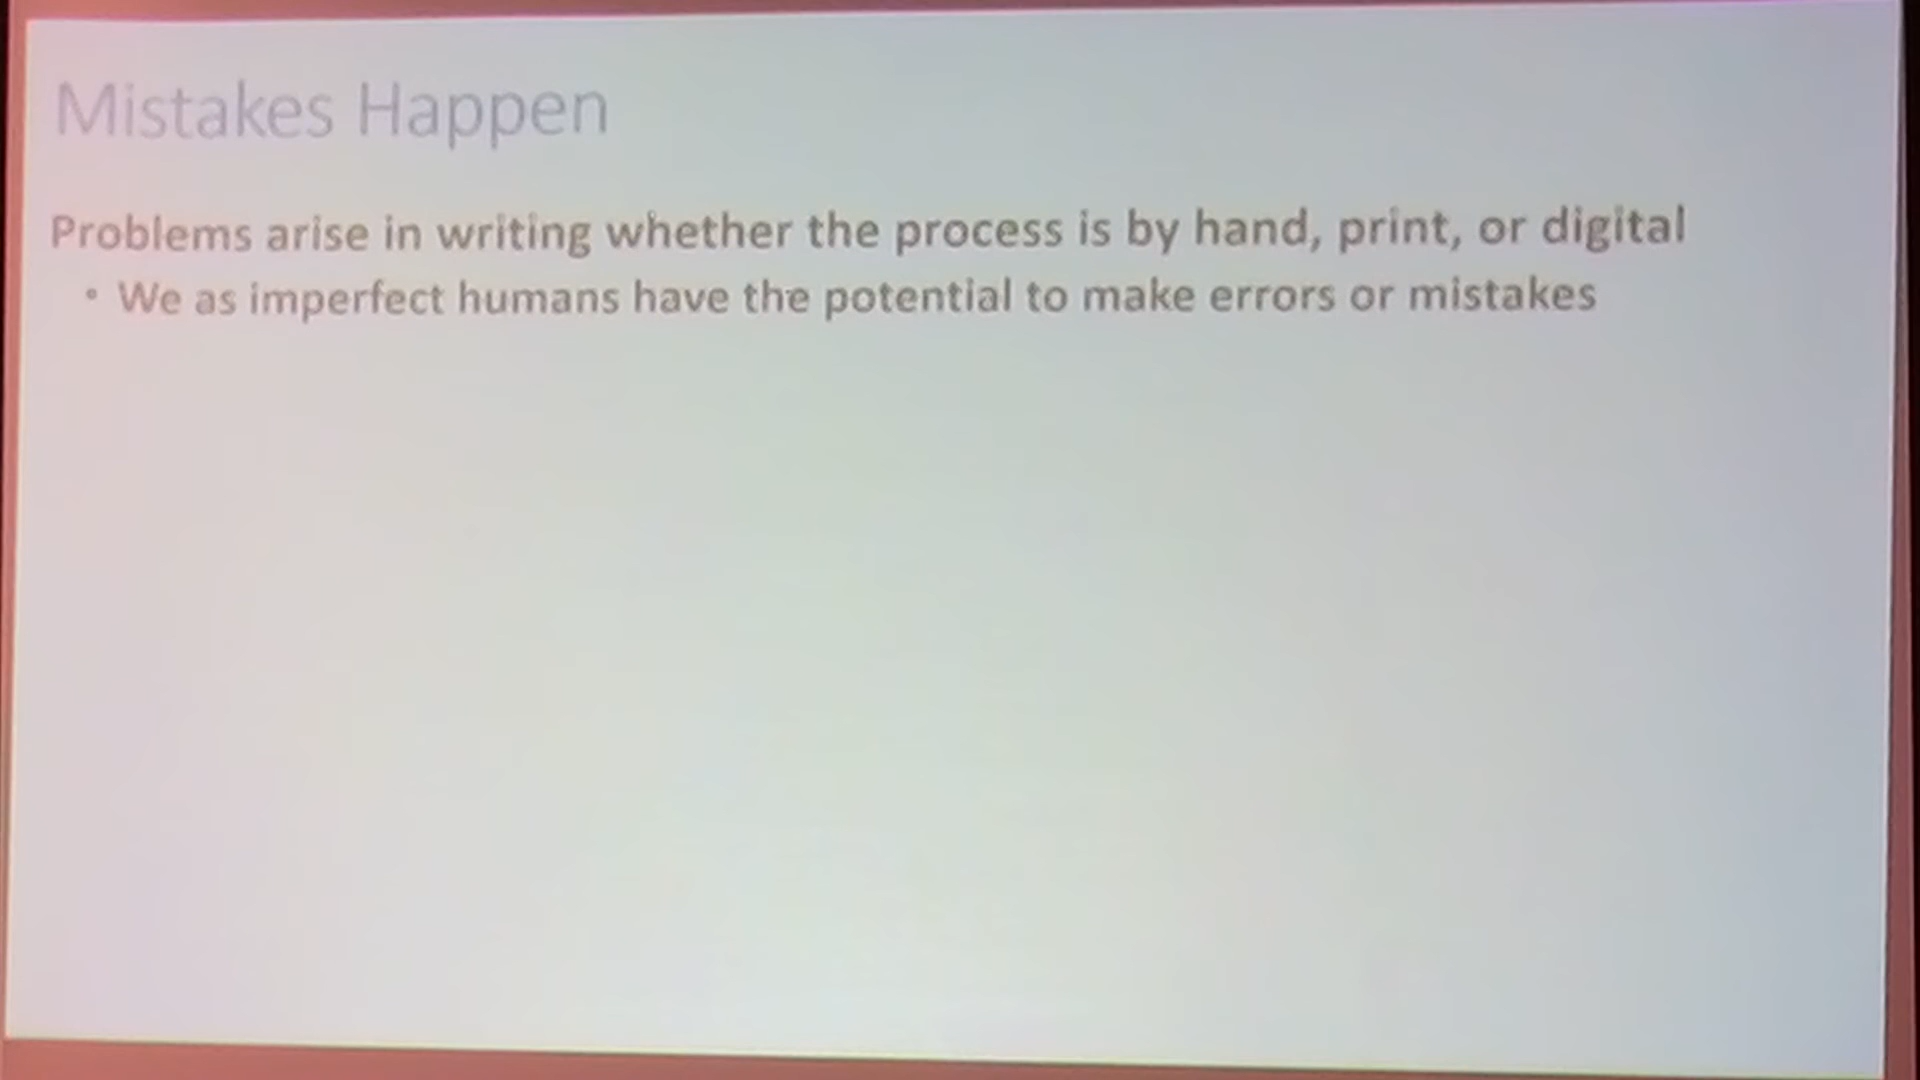 Mistakes Happen
Problems arise in writing whether the process is by hand, print, or digital
• We as imperfect humans have the potential to make errors or mistakes